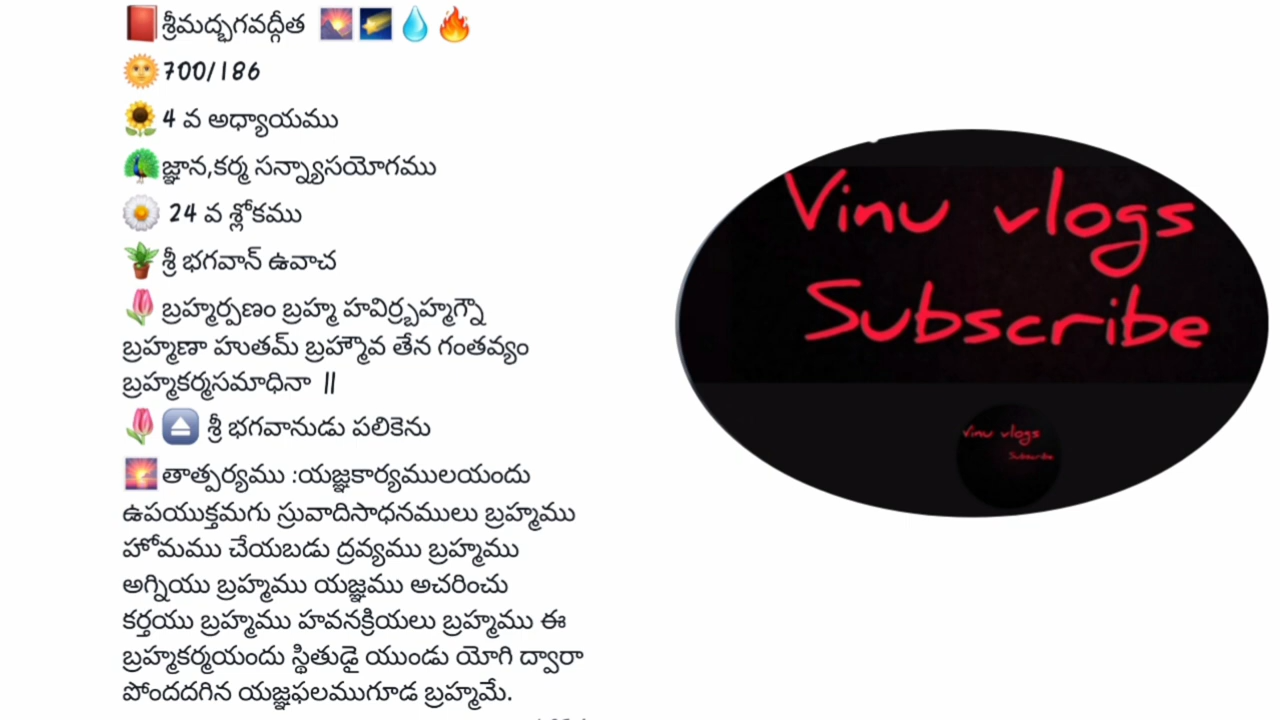 శ్రీమద్భగవద్గీత
700/186
4 వ అధ్యాయము
జ్ఞాన,కర్మ సన్న్యాసయోగము
24 వ శ్లోకము
శ్రీ భగవాన్ ఉవాచ
బ్రహ్మర్పణం బ్రహ్మ హవిర్ర్బహ్మగ్నౌ
బ్రహ్మణా హుతమ్ బ్రహ్మౌవ తేన గంతవ్యం
బ్రహ్మకర్మసమాధినా ||
శ్రీ భగవానుడు పలికెను
తాత్పర్యము :యజ్ఞకార్యములయందు
ఉపయుక్తమగు స్రువాదిసాధనములు బ్రహ్మము
హోమము చేయబడు ద్రవ్యము బ్రహ్మము
అగ్నియు బ్రహ్మము యజ్ఞము అచరించు
కర్తయు బ్రహ్మము హవనక్రియలు బ్రహ్మము ఈ
బ్రహ్మకర్మయందు స్థితుడై యుండు యోగి ద్వారా
పోందదగిన యజ్ఞఫలముగూడ బ్రహ్మమే.
Vinu vlogs
Subscribe
Vinu vlogs
Subscribe